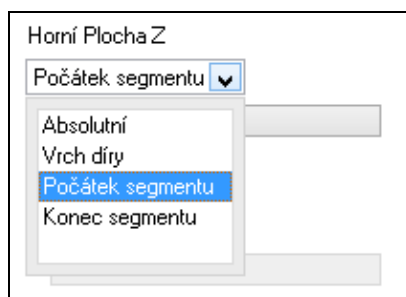 Horní Plocha Z
Počátek segmentu
Absolutní
Vrch díry
Počátek segmentu
Konec segmentu